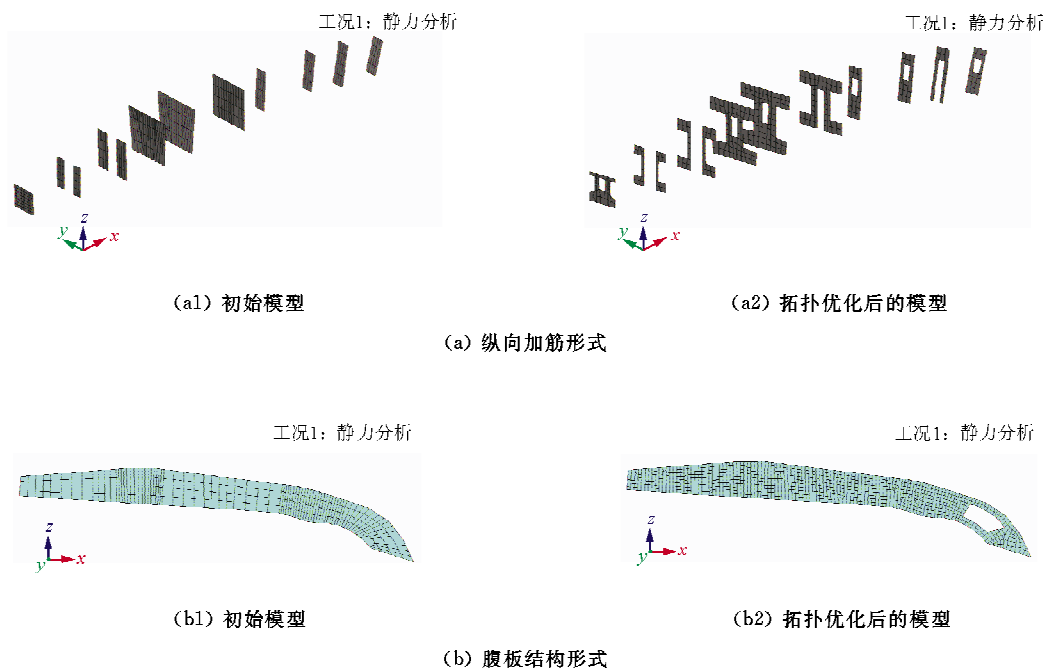 工况1：静力分析
工况1：静力分析
z
y
x
z
y
x
（a1）初始模型
（a2）拓扑优化后的模型
（a）纵向加筋形式
工况1：静力分析
工况1：静力分析
z
x
y
z
x
y
（b1）初始模型
（b2）拓扑优化后的模型
（b）腹板结构形式